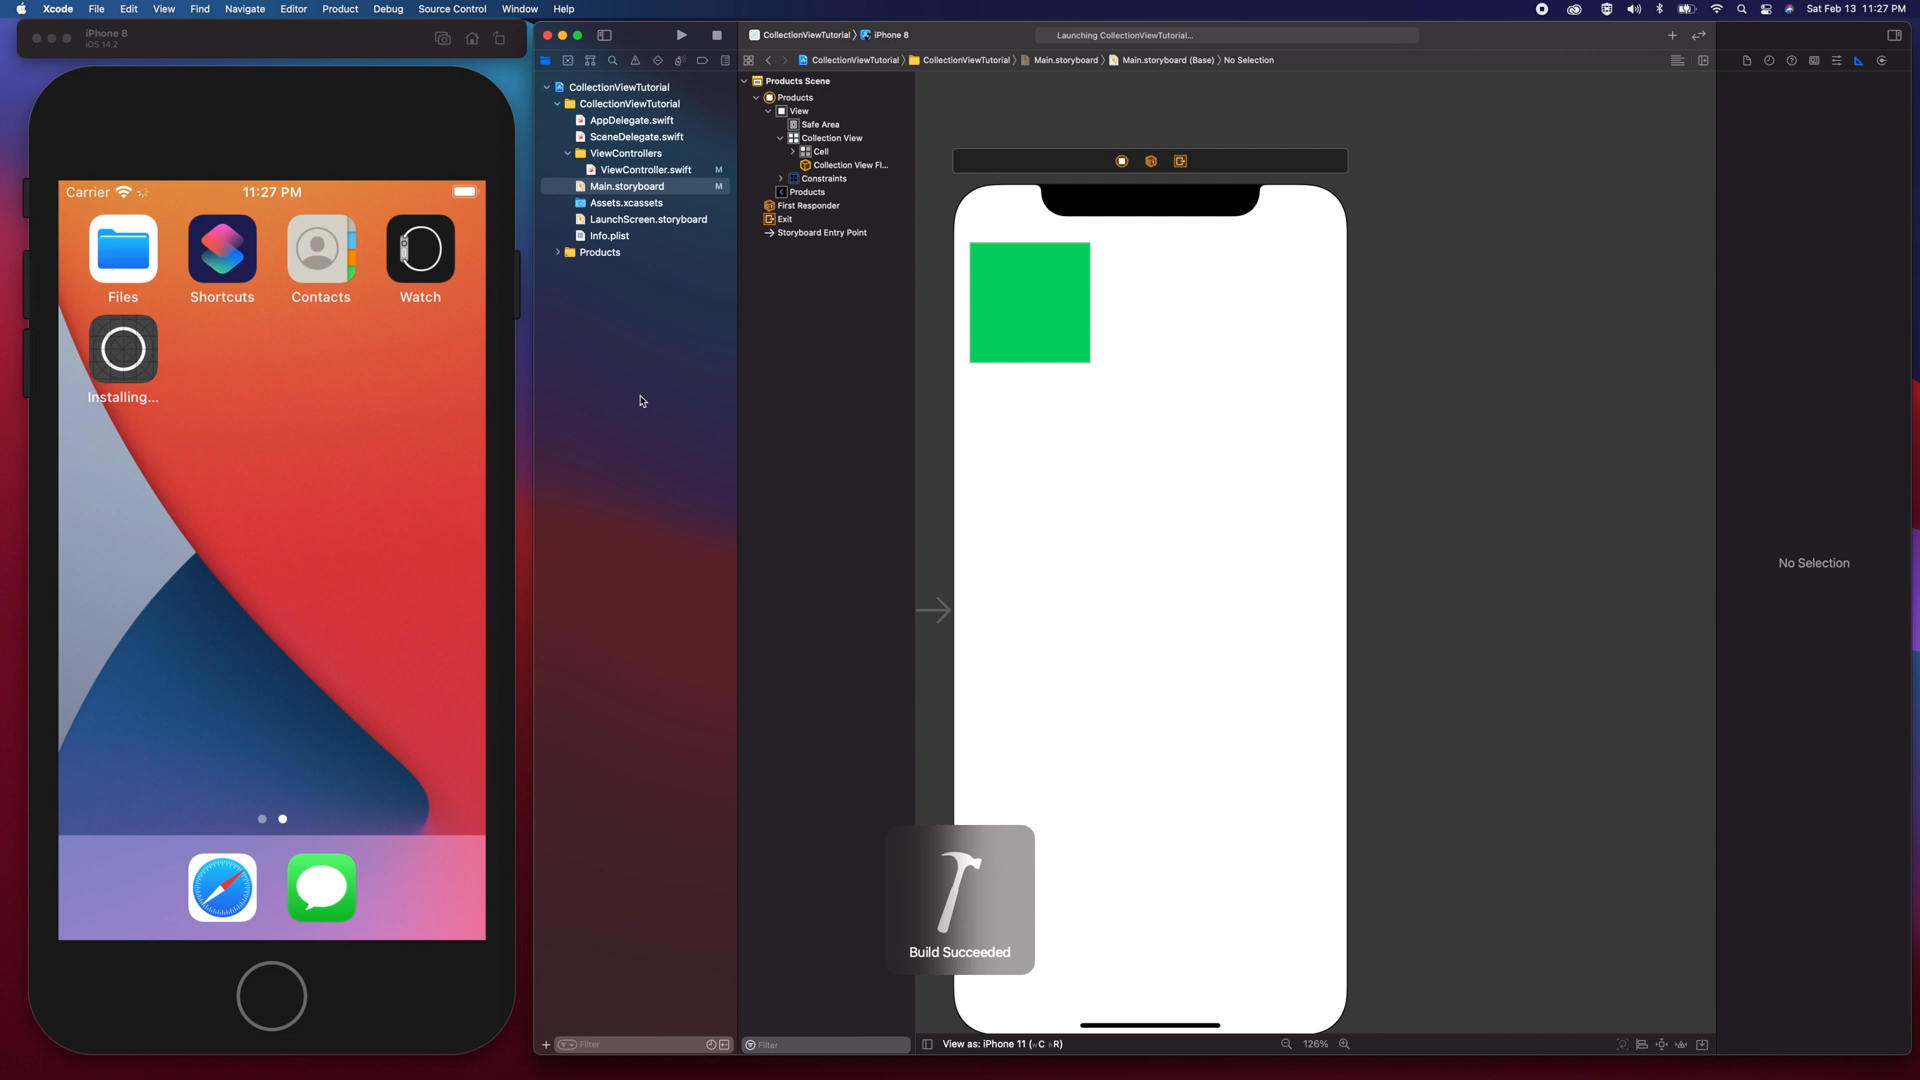 Xcode File Edit View Find Navigate Editor Product Debug Source Control Window Help
Sat Feb 13 11:27 PM
iPhone 8
iOS 14.2
Carrier 11:27 PM
Files Shortcuts Contacts Watch
Installing...
CollectionViewTutorial
CollectionViewTutorial
AppDelegate.swift
SceneDelegate.swift
ViewControllers
ViewController.swift M
Main.storyboard M
Assets.xcassets
LaunchScreen.storyboard
Info.plist
Products
Filter
CollectionViewTutorial iPhone 8
Launching CollectionViewTutorial...
CollectionViewTutorial CollectionViewTutorial Main.storyboard Main.storyboard (Base) No Selection
Products Scene
Products
View
Safe Area
Collection View
Cell
Collection View Fl...
Constraints
Products
First Responder
Exit
Storyboard Entry Point
Filter
Build Succeeded
View as: iPhone 11 (wC hR)
126%
No Selection